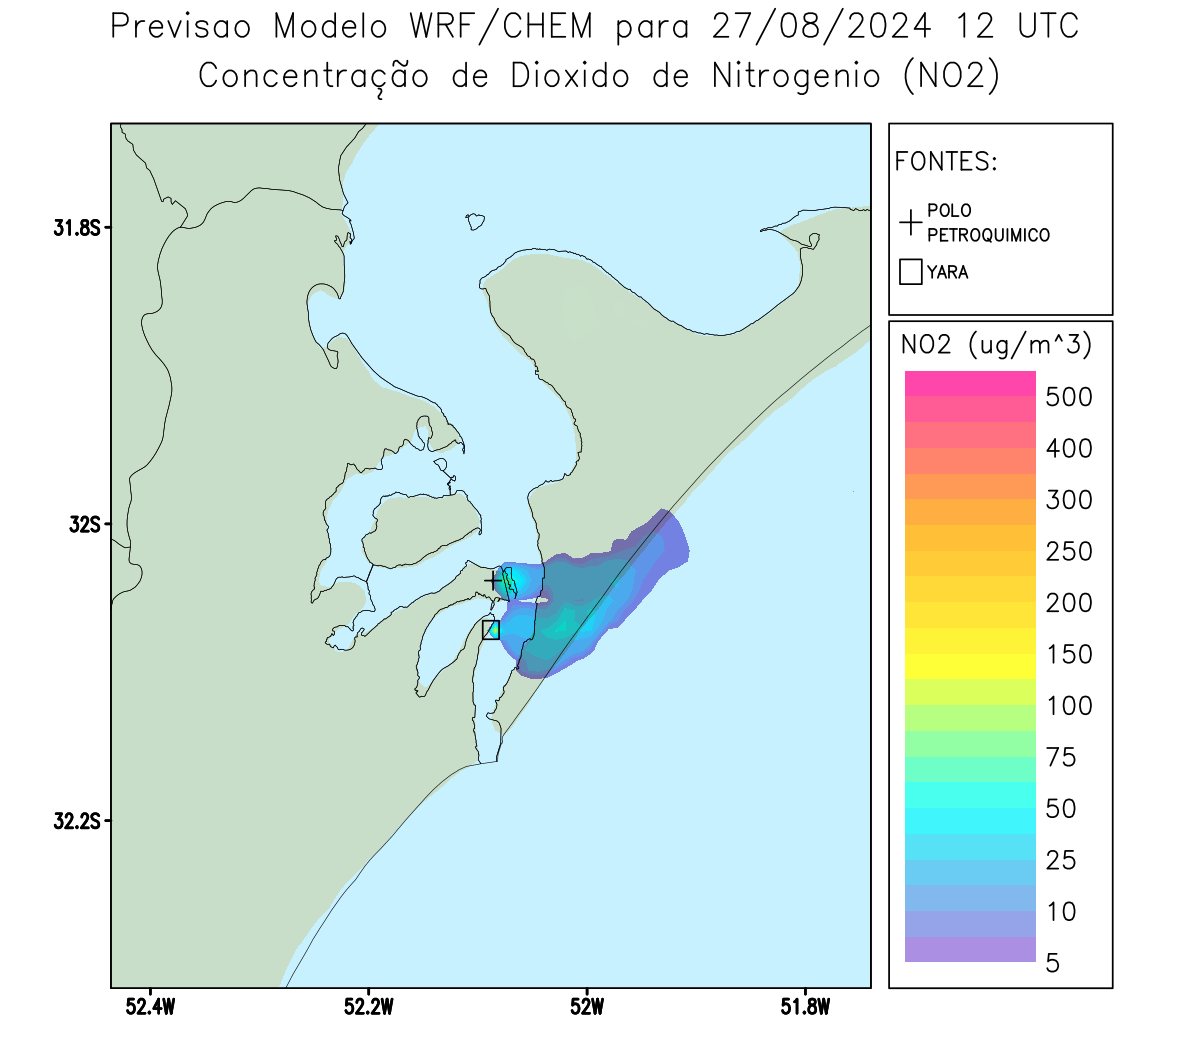 Previsao Modelo WRF/CHEM para 27/08/2024 12 UTC
Concentração de Dioxido de Nitrogenio (NO2)
FONTES:
POLO
PETROQUIMICO
YARA
31.8S
32S
32.2S
52.4W
52.2W
52W
51.8W
NO2 (ug/m^3)
500
400
300
250
200
150
100
75
50
25
10
5